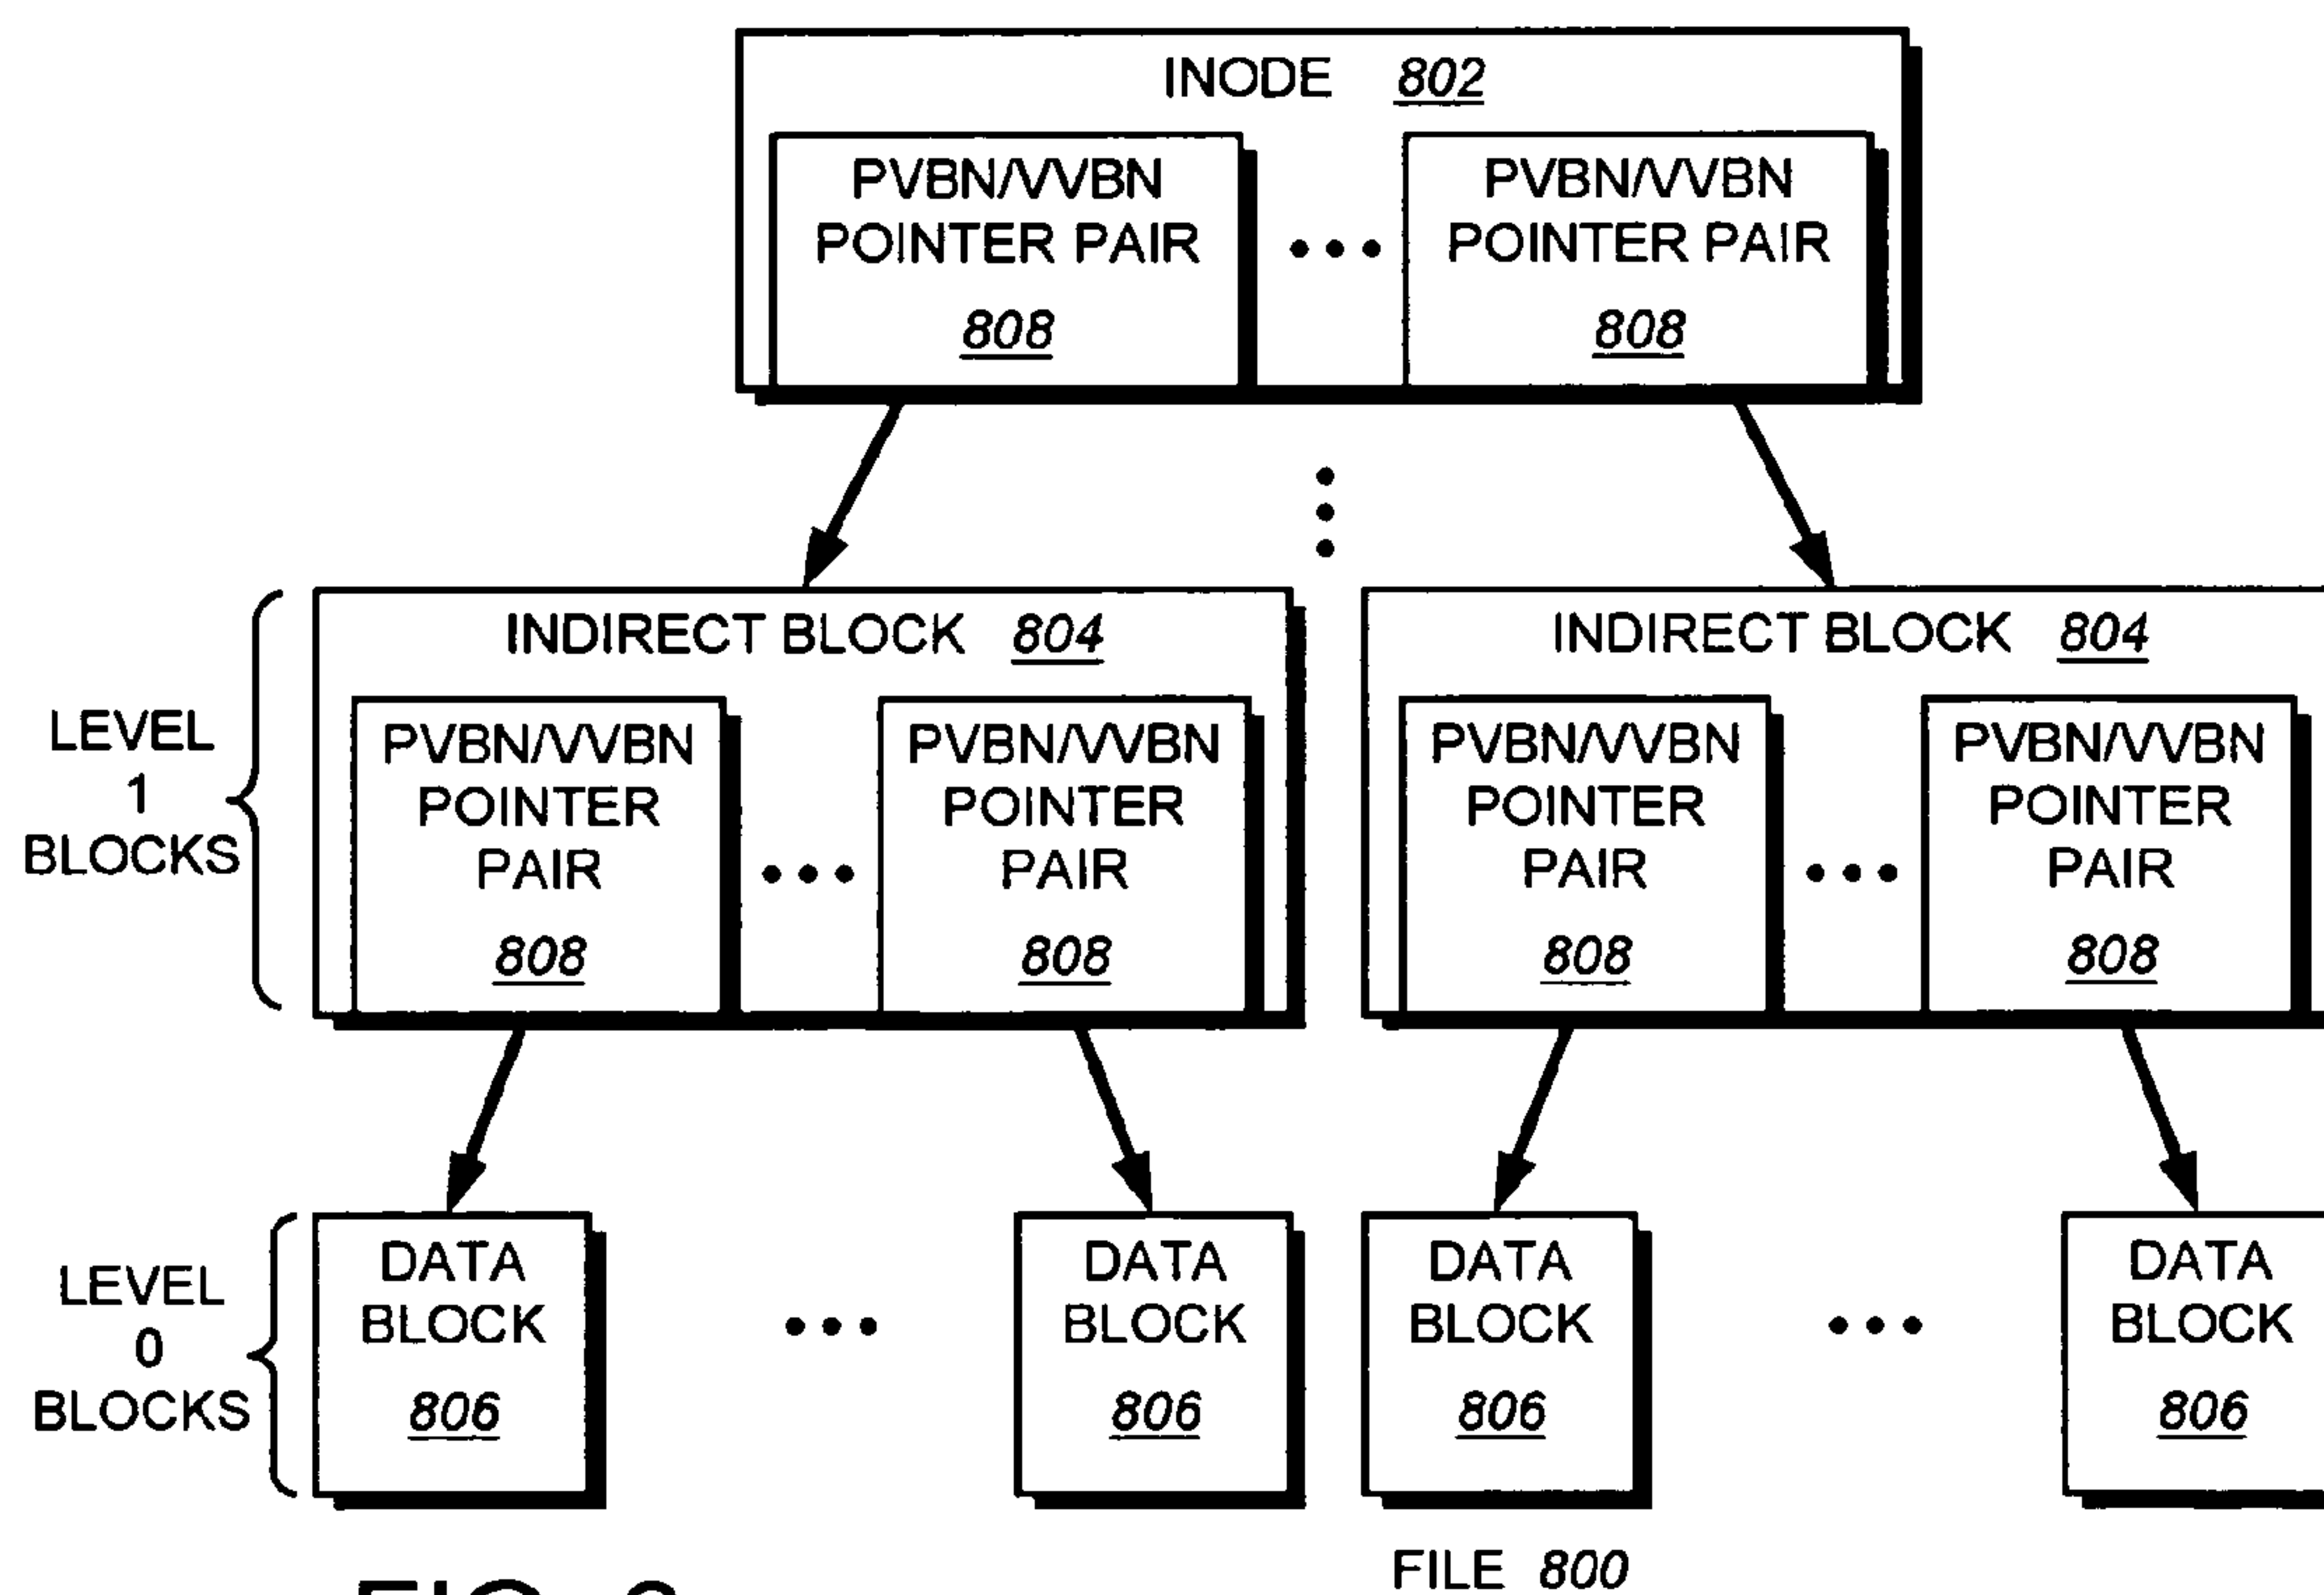 INODE 802
PVBN/VVBN PVBN/VVBN
POINTER PAIR POINTER PAIR
808 808
INDIRECT BLOCK 804 INDIRECT BLOCK 804
LEVEL
1
BLOCKS
PVBN/VVBN PVBN/VVBN PVBN/VVBN PVBN/VVBN
POINTER POINTER POINTER POINTER
PAIR PAIR PAIR PAIR
808 808 808 808
LEVEL
0
BLOCKS
DATA DATA DATA DATA
BLOCK BLOCK BLOCK BLOCK
806 806 806 806
FILE 800